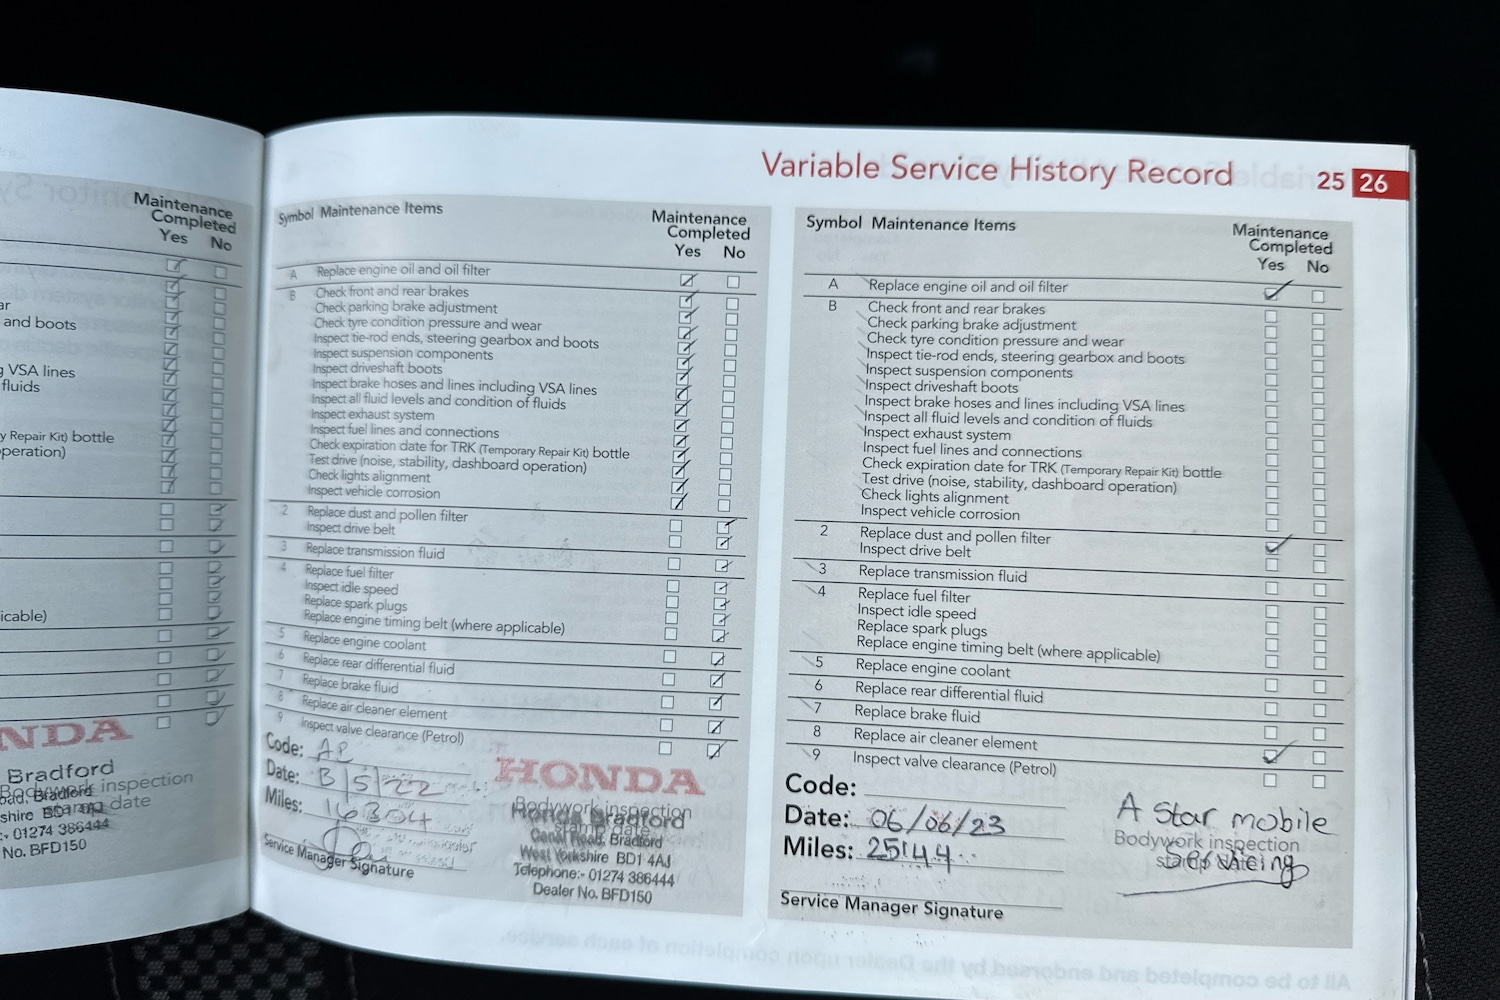 Variable Service History Record 25 26
Maintenance
Completed
Yes No
ar
and boots
g VSA lines
fluids
y Repair Kit) bottle
operation)
icable)
NDA
Bradford
Bodywork inspection
stamp date
Bradford
shire BD1 4AJ
:- 01274 386444
No. BFD150
Symbol Maintenance Items
Maintenance
Completed
Yes No
A Replace engine oil and oil filter
B Check front and rear brakes
Check parking brake adjustment
Check tyre condition pressure and wear
Inspect tie-rod ends, steering gearbox and boots
Inspect suspension components
Inspect driveshaft boots
Inspect brake hoses and lines including VSA lines
Inspect all fluid levels and condition of fluids
Inspect exhaust system
Inspect fuel lines and connections
Check expiration date for TRK (Temporary Repair Kit) bottle
Test drive (noise, stability, dashboard operation)
Check lights alignment
Inspect vehicle corrosion
2 Replace dust and pollen filter
Inspect drive belt
3 Replace transmission fluid
4 Replace fuel filter
Inspect idle speed
Replace spark plugs
Replace engine timing belt (where applicable)
5 Replace engine coolant
6 Replace rear differential fluid
7 Replace brake fluid
8 Replace air cleaner element
9 Inspect valve clearance (Petrol)
Code:
Date: 13/5/22
Miles: 16304
Service Manager Signature
HONDA
Bodywork inspection
stamp date
Honda Bradford
Canal Road, Bradford
West Yorkshire BD1 4AJ
Telephone:- 01274 386444
Dealer No. BFD150
Symbol Maintenance Items
Maintenance
Completed
Yes No
A Replace engine oil and oil filter
B Check front and rear brakes
Check parking brake adjustment
Check tyre condition pressure and wear
Inspect tie-rod ends, steering gearbox and boots
Inspect suspension components
Inspect driveshaft boots
Inspect brake hoses and lines including VSA lines
Inspect all fluid levels and condition of fluids
Inspect exhaust system
Inspect fuel lines and connections
Check expiration date for TRK (Temporary Repair Kit) bottle
Test drive (noise, stability, dashboard operation)
Check lights alignment
Inspect vehicle corrosion
2 Replace dust and pollen filter
Inspect drive belt
3 Replace transmission fluid
4 Replace fuel filter
Inspect idle speed
Replace spark plugs
Replace engine timing belt (where applicable)
5 Replace engine coolant
6 Replace rear differential fluid
7 Replace brake fluid
8 Replace air cleaner element
9 Inspect valve clearance (Petrol)
Code:
Date: 06/06/23
Miles: 25144
Service Manager Signature
A Star mobile
Bodywork inspection
Servicing